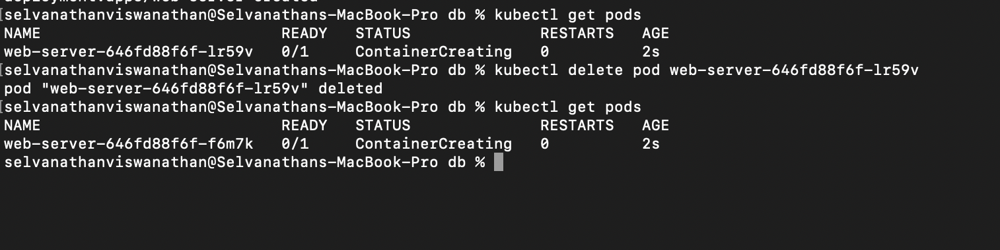 selvanathanviswanathan@Selvanathans-MacBook-Pro db % kubectl get pods
NAME                          READY   STATUS              RESTARTS   AGE
web-server-646fd88f6f-lr59v   0/1     ContainerCreating   0          2s
selvanathanviswanathan@Selvanathans-MacBook-Pro db % kubectl delete pod web-server-646fd88f6f-lr59v
pod "web-server-646fd88f6f-lr59v" deleted
selvanathanviswanathan@Selvanathans-MacBook-Pro db % kubectl get pods
NAME                          READY   STATUS              RESTARTS   AGE
web-server-646fd88f6f-f6m7k   0/1     ContainerCreating   0          2s
selvanathanviswanathan@Selvanathans-MacBook-Pro db %